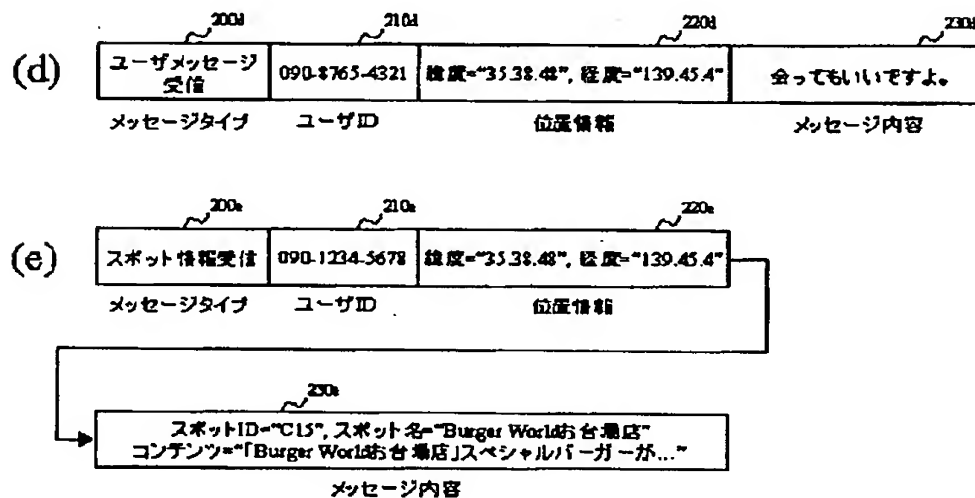 200d 210d 220d 230d
(d) ユーザメッセージ受信 090-8765-4321 緯度="35.38.48", 経度="139.45.4" 会ってもいいですよ。
メッセージタイプ ユーザID 位置情報 メッセージ内容
200e 210e 220e
(e) スポット情報受信 090-1234-5678 緯度="35.38.48", 経度="139.45.4"
メッセージタイプ ユーザID 位置情報
230e
スポットID="C15", スポット名="Burger Worldお台場店"
コンテンツ="「Burger Worldお台場店」スペシャルバーガーが..."
メッセージ内容